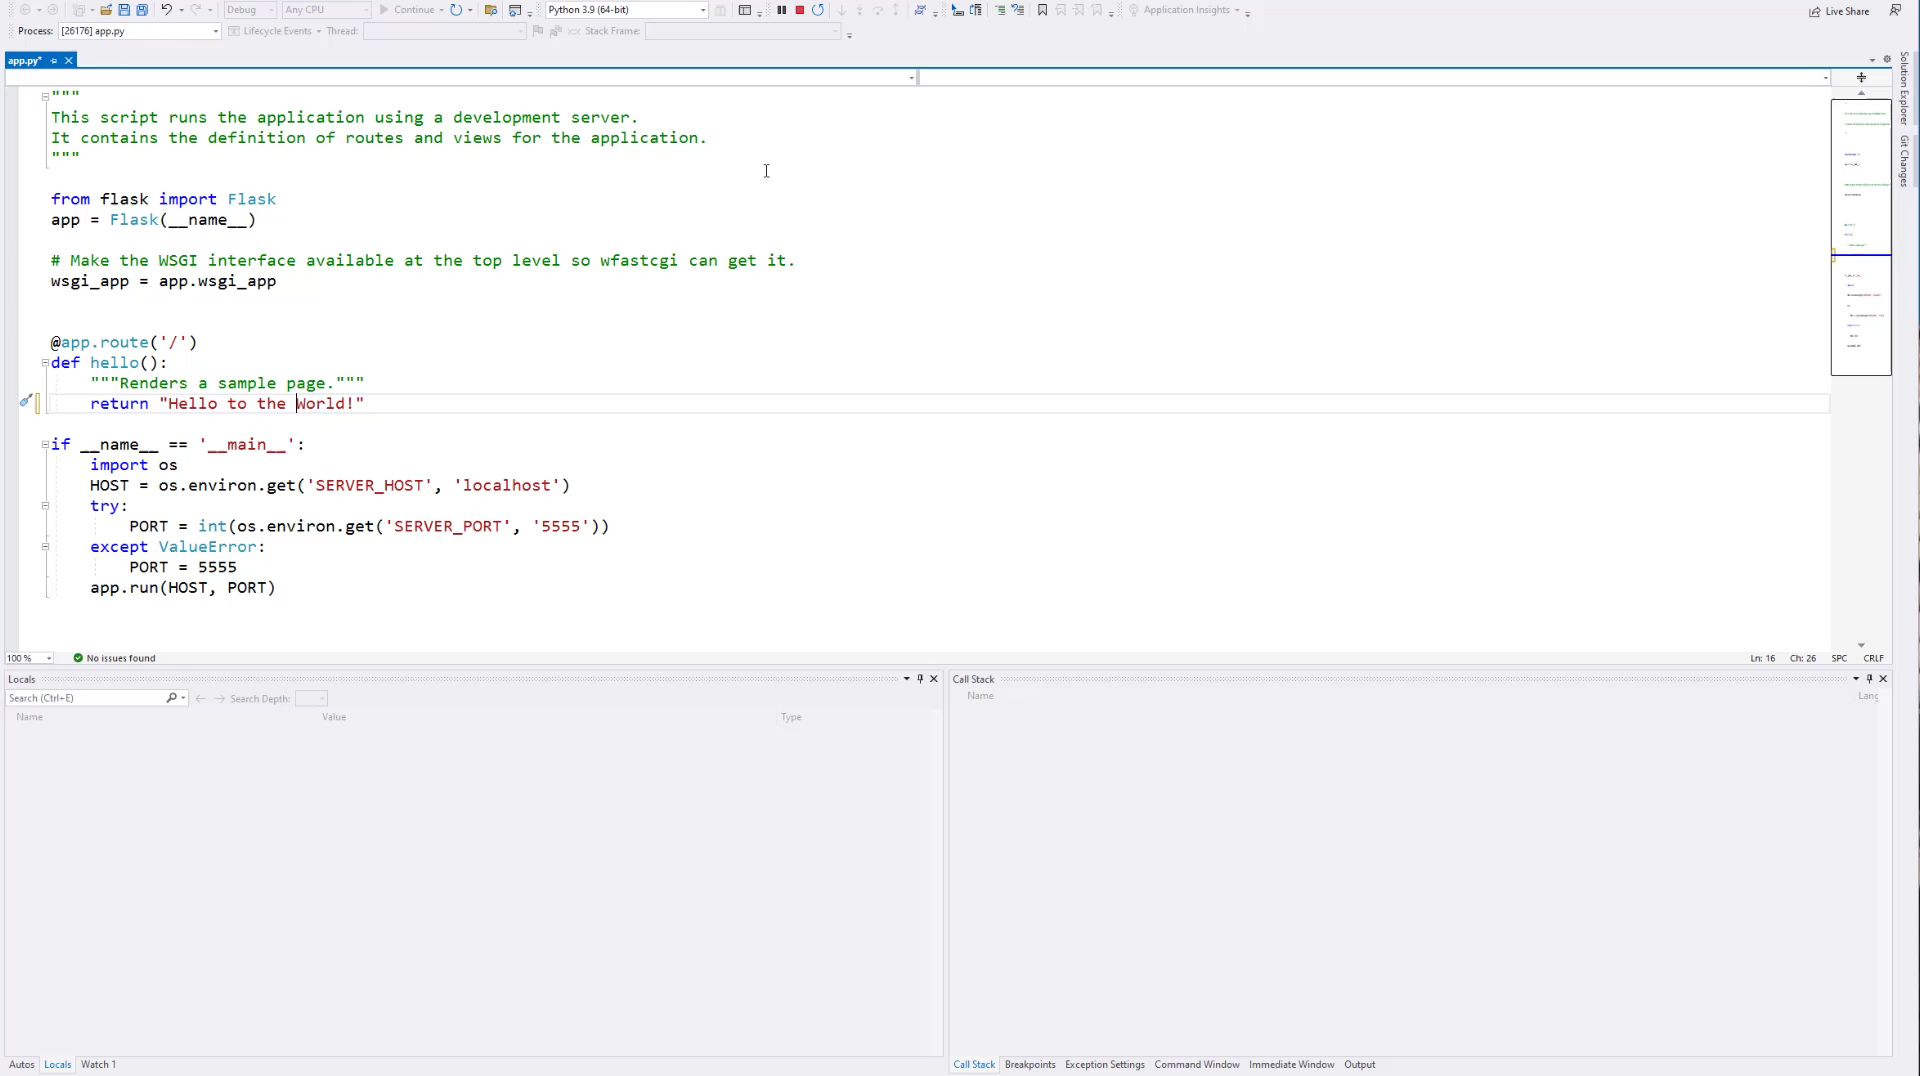 Debug Any CPU Continue Python 3.9 (64-bit) Application Insights Live Share
Process: [26176] app.py Lifecycle Events Thread: Stack Frame:
app.py*
"""
This script runs the application using a development server.
It contains the definition of routes and views for the application.
"""
from flask import Flask
app = Flask(__name__)
# Make the WSGI interface available at the top level so wfastcgi can get it.
wsgi_app = app.wsgi_app
@app.route('/')
def hello():
"""Renders a sample page."""
return "Hello to the World!"
if __name__ == '__main__':
import os
HOST = os.environ.get('SERVER_HOST', 'localhost')
try:
PORT = int(os.environ.get('SERVER_PORT', '5555'))
except ValueError:
PORT = 5555
app.run(HOST, PORT)
Solution Explorer
Git Changes
100 % No issues found Ln: 16 Ch: 26 SPC CRLF
Locals
Search (Ctrl+E) Search Depth:
Name Value Type
Autos Locals Watch 1
Call Stack
Name Lang
Call Stack Breakpoints Exception Settings Command Window Immediate Window Output